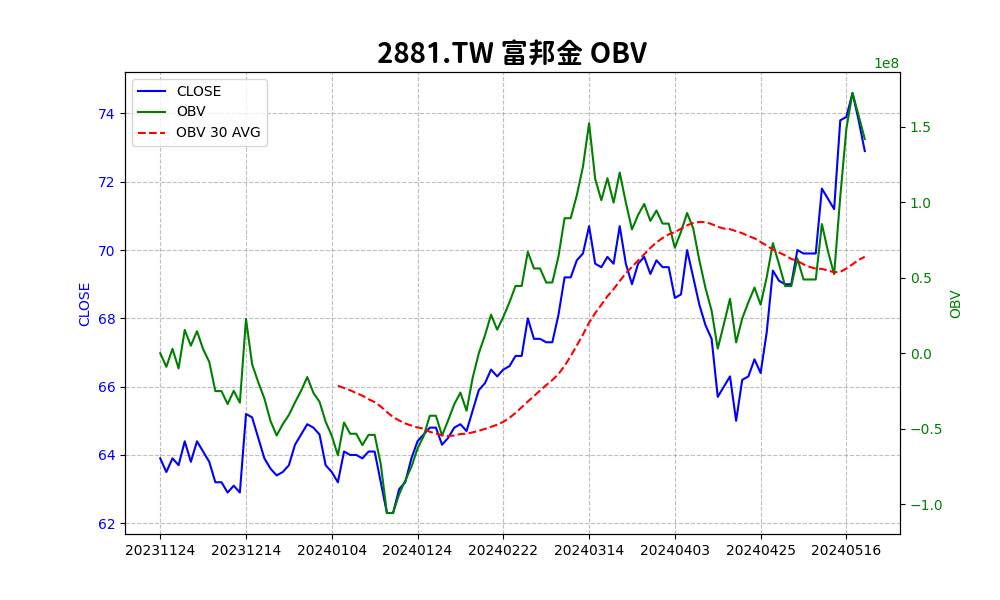 2881.TW 富邦金 OBV
1e8
CLOSE
OBV
OBV 30 AVG
74
72
70
68
66
64
62
CLOSE
1.5
1.0
0.5
0.0
−0.5
−1.0
OBV
20231124 20231214 20240104 20240124 20240222 20240314 20240403 20240425 20240516